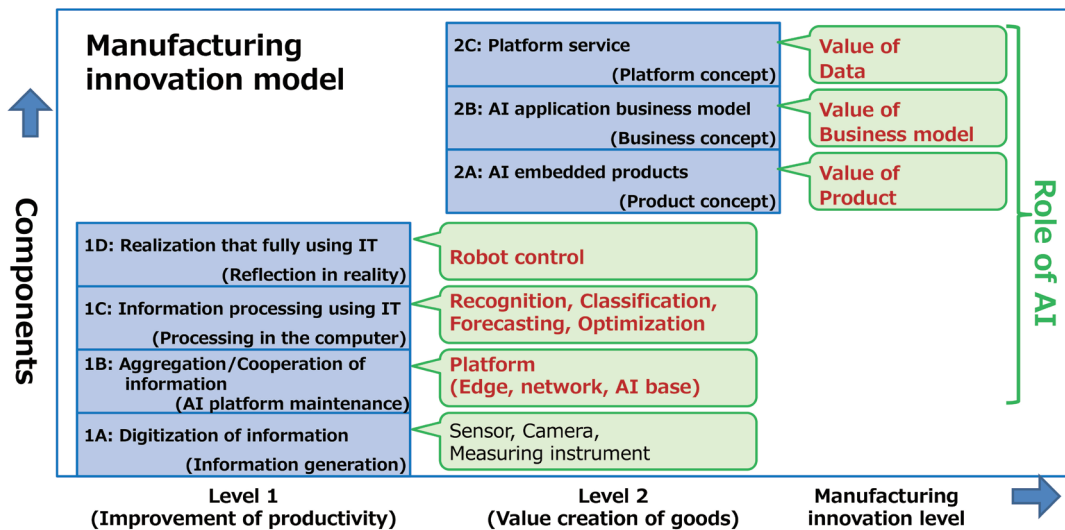 Manufacturing
innovation model
2C: Platform service
(Platform concept)
Value of
Data
2B: AI application business model
(Business concept)
Value of
Business model
2A: AI embedded products
(Product concept)
Value of
Product
1D: Realization that fully using IT
(Reflection in reality)
Robot control
1C: Information processing using IT
(Processing in the computer)
Recognition, Classification,
Forecasting, Optimization
1B: Aggregation/Cooperation of
information
(AI platform maintenance)
Platform
(Edge, network, AI base)
1A: Digitization of information
(Information generation)
Sensor, Camera,
Measuring instrument
Components
Role of AI
Level 1
(Improvement of productivity)
Level 2
(Value creation of goods)
Manufacturing
innovation level